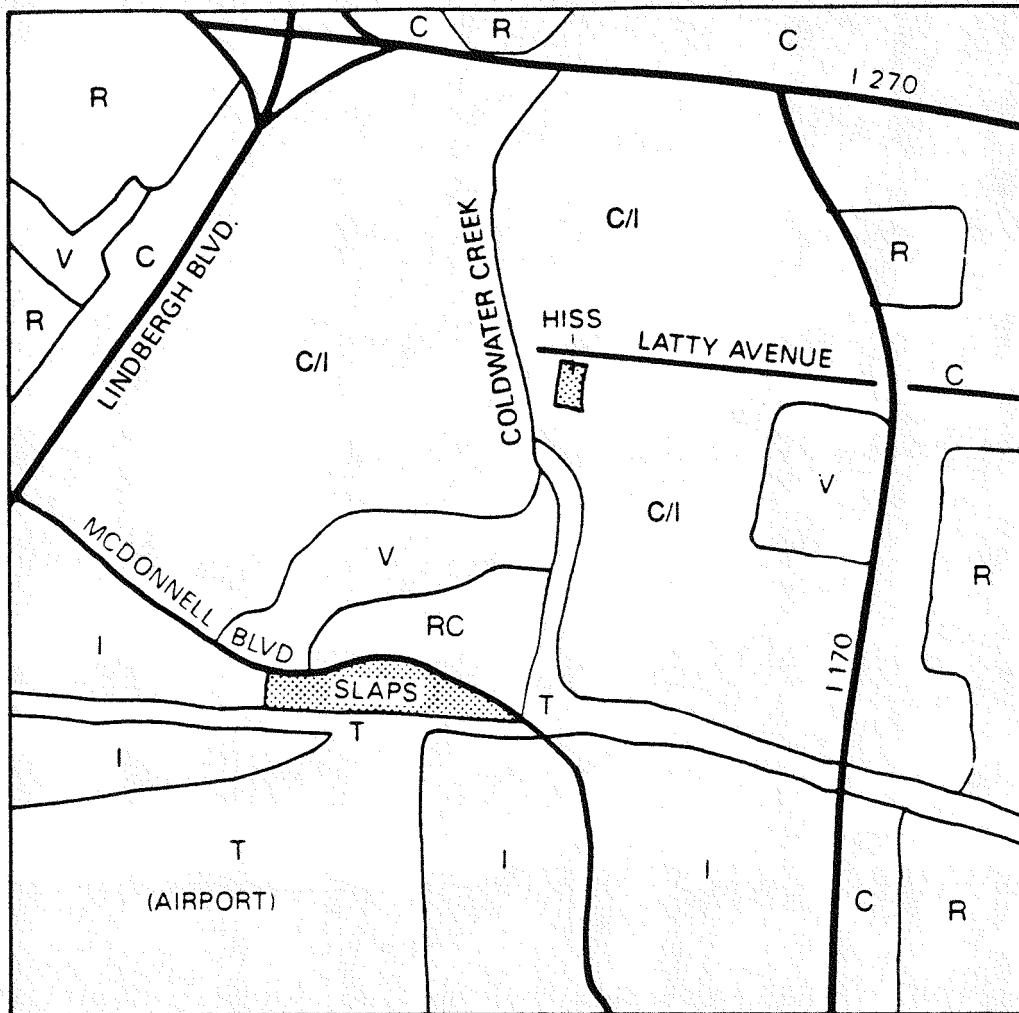 C R C
I 270
R
C/I
LINDBERGH BLVD.
V C
COLDWATER CREEK
R
R
HISS
LATTY AVENUE
C/I
C
MCDONNELL BLVD
V
C/I
V
R
RC
I
I 170
SLAPS
T
T
I
T
(AIRPORT)
I
I
C
R